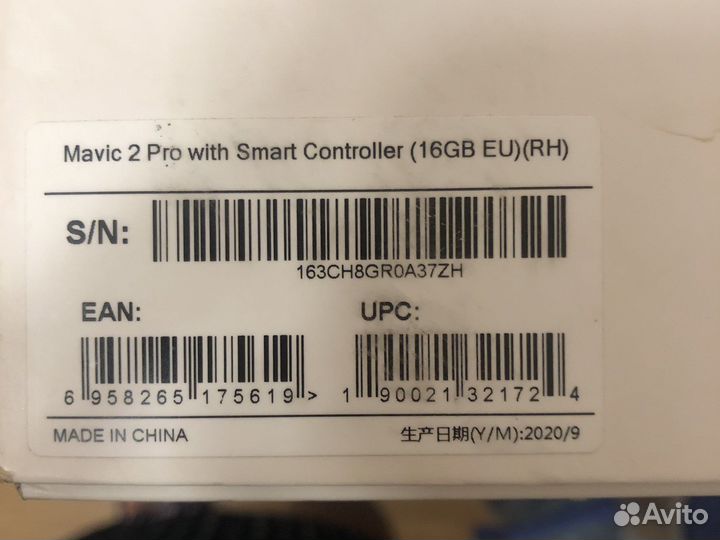 Mavic 2 Pro with Smart Controller (16GB EU)(RH)
S/N:
163CH8GR0A37ZH
EAN: UPC:
6 958265 175619 > 1 90021 32172 4
MADE IN CHINA 生产日期(Y/M):2020/9
Avito